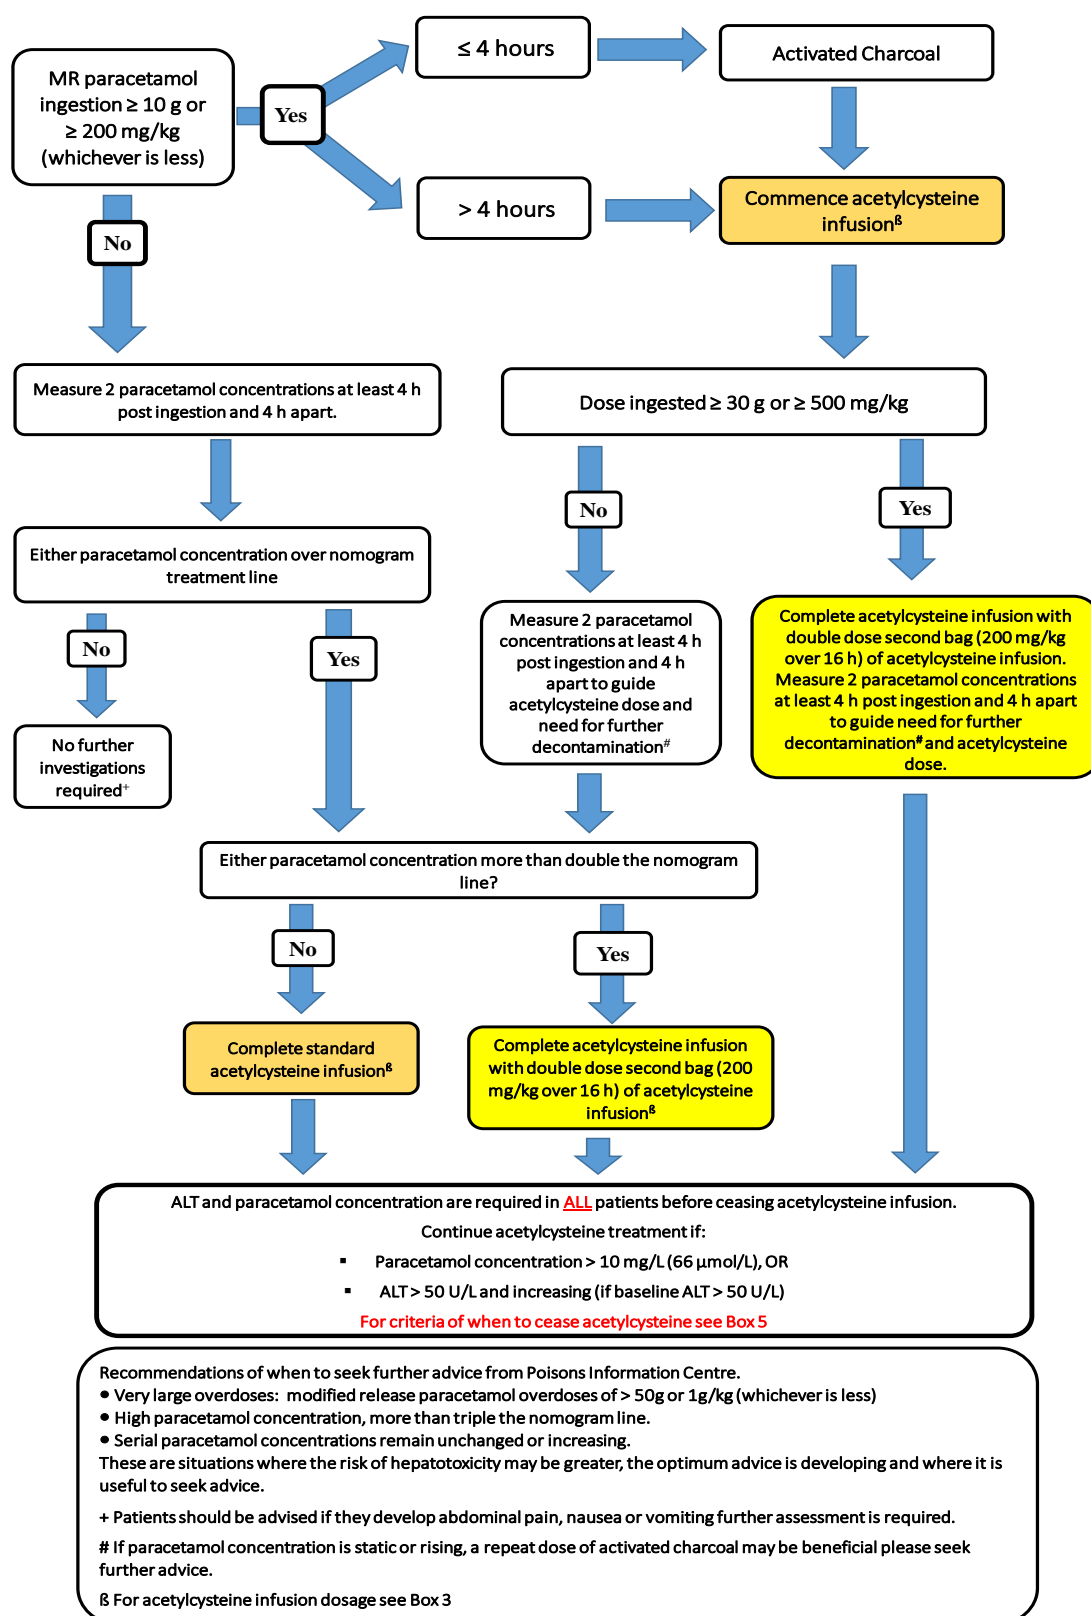 MR paracetamol
ingestion ≥ 10 g or
≥ 200 mg/kg
(whichever is less)
Yes
≤ 4 hours
Activated Charcoal
> 4 hours
Commence acetylcysteine
infusionß
No
Measure 2 paracetamol concentrations at least 4 h
post ingestion and 4 h apart.
Dose ingested ≥ 30 g or ≥ 500 mg/kg
No
Yes
Either paracetamol concentration over nomogram
treatment line
No
Yes
No further
investigations
required+
Measure 2 paracetamol
concentrations at least 4 h
post ingestion and 4 h
apart to guide
acetylcysteine dose and
need for further
decontamination#
Complete acetylcysteine infusion with
double dose second bag (200 mg/kg
over 16 h) of acetylcysteine infusion.
Measure 2 paracetamol concentrations
at least 4 h post ingestion and 4 h apart
to guide need for further
decontamination# and acetylcysteine
dose.
Either paracetamol concentration more than double the nomogram
line?
No
Yes
Complete standard
acetylcysteine infusionß
Complete acetylcysteine infusion
with double dose second bag (200
mg/kg over 16 h) of acetylcysteine
infusionß
ALT and paracetamol concentration are required in ALL patients before ceasing acetylcysteine infusion.
Continue acetylcysteine treatment if:
▪ Paracetamol concentration > 10 mg/L (66 µmol/L), OR
▪ ALT > 50 U/L and increasing (if baseline ALT > 50 U/L)
For criteria of when to cease acetylcysteine see Box 5
Recommendations of when to seek further advice from Poisons Information Centre.
● Very large overdoses: modified release paracetamol overdoses of > 50g or 1g/kg (whichever is less)
● High paracetamol concentration, more than triple the nomogram line.
● Serial paracetamol concentrations remain unchanged or increasing.
These are situations where the risk of hepatotoxicity may be greater, the optimum advice is developing and where it is
useful to seek advice.
+ Patients should be advised if they develop abdominal pain, nausea or vomiting further assessment is required.
# If paracetamol concentration is static or rising, a repeat dose of activated charcoal may be beneficial please seek
further advice.
ß For acetylcysteine infusion dosage see Box 3